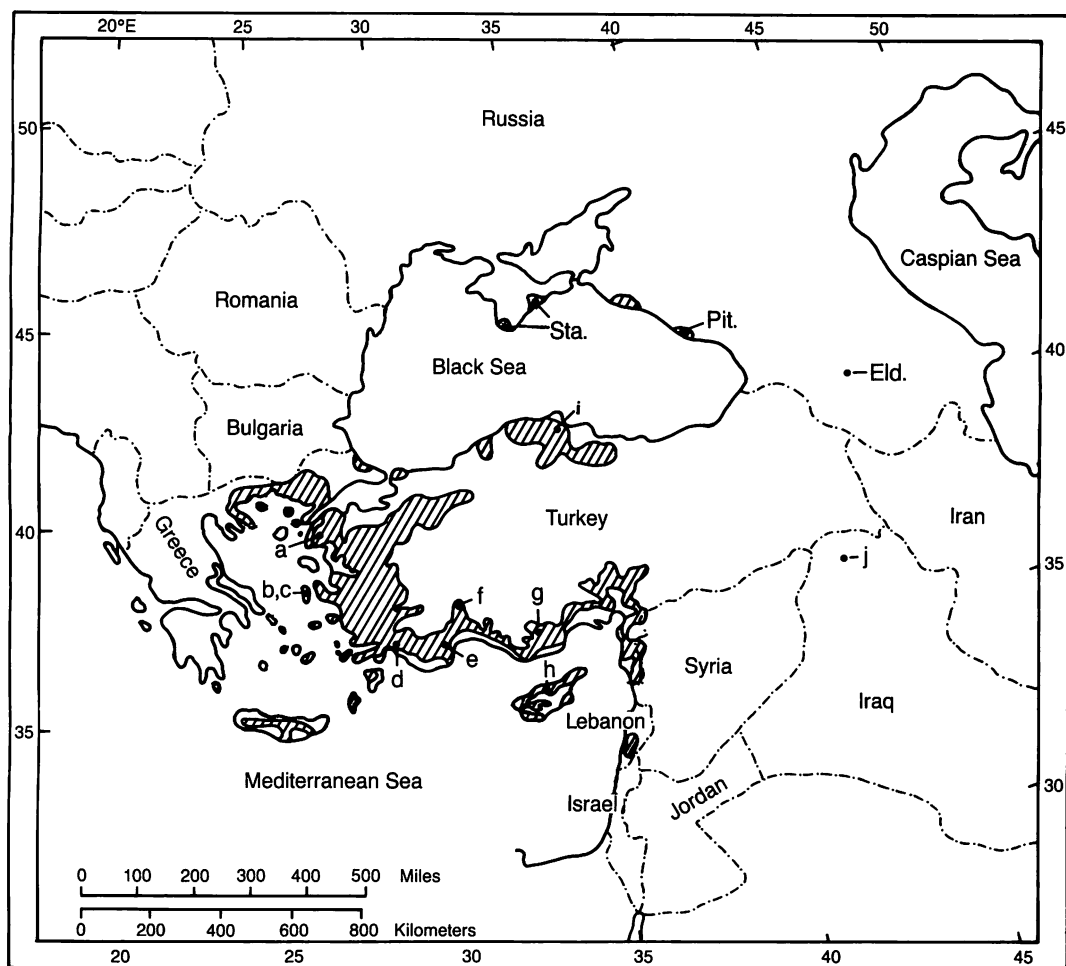 20°E 25 30 35 40 45 50
50
45
Russia
Caspian Sea
Romania
Sta.
Pit.
45
40
Black Sea
Eld.
i
Bulgaria
Turkey
Iran
40
35
Greece
a
j
b,c
f
g
d
e
h
Syria
Iraq
Lebanon
35
30
Mediterranean Sea
Israel
Jordan
0 100 200 300 400 500 Miles
0 200 400 600 800 Kilometers
20 25 30 35 40 45